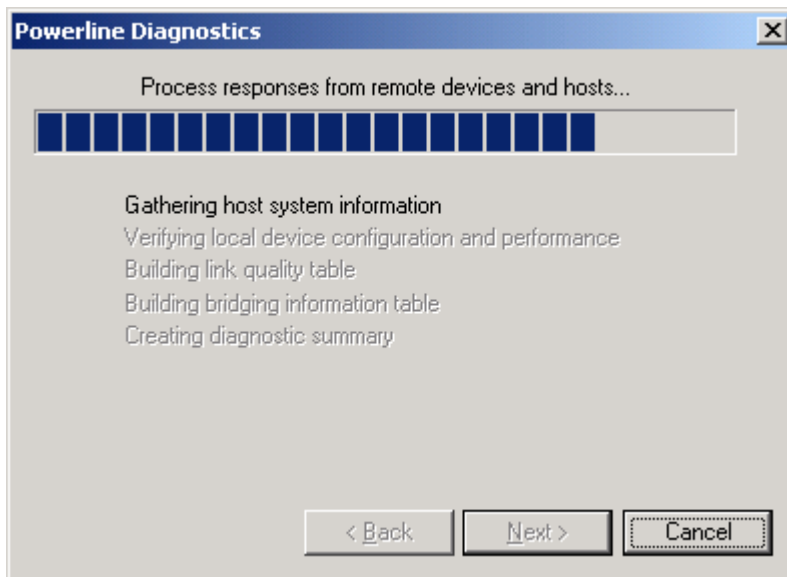 Powerline Diagnostics
Process responses from remote devices and hosts...
Gathering host system information
Verifying local device configuration and performance
Building link quality table
Building bridging information table
Creating diagnostic summary
< Back Next > Cancel